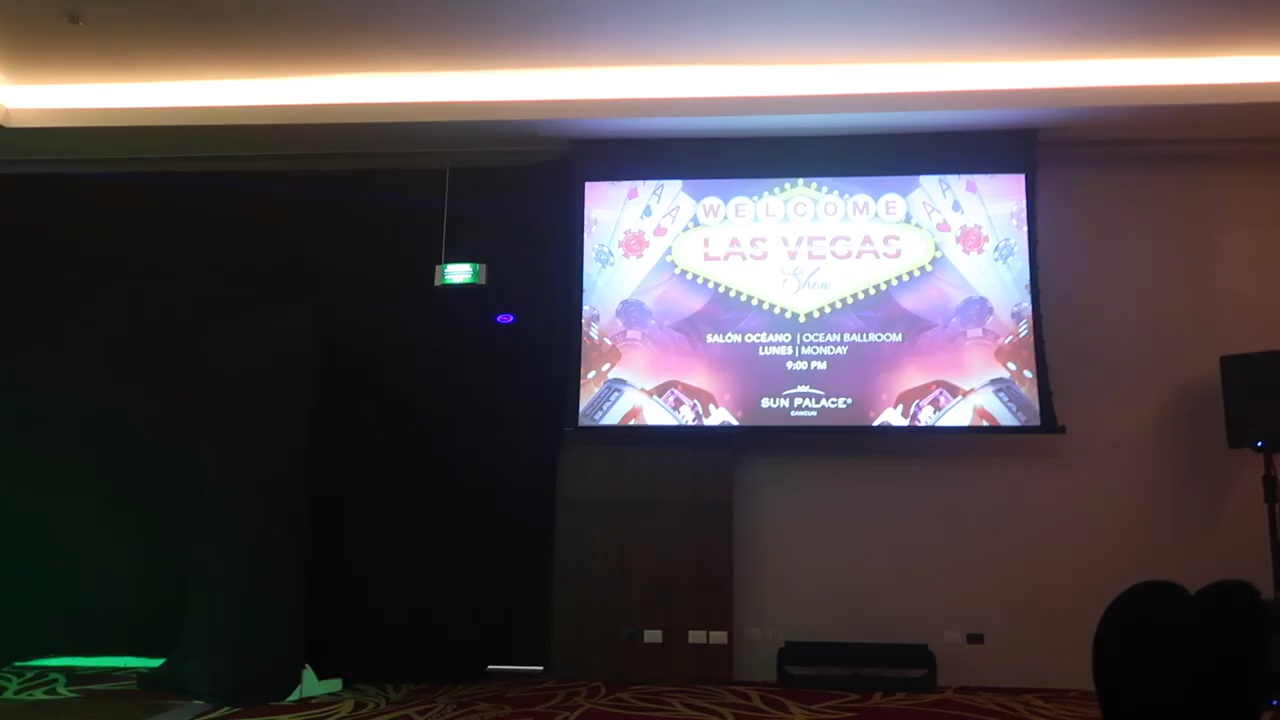 WELCOME
LAS VEGAS
Show
SALÓN OCÉANO | OCEAN BALLROOM
LUNES | MONDAY
9:00 PM
SUN PALACE®
CANCUN